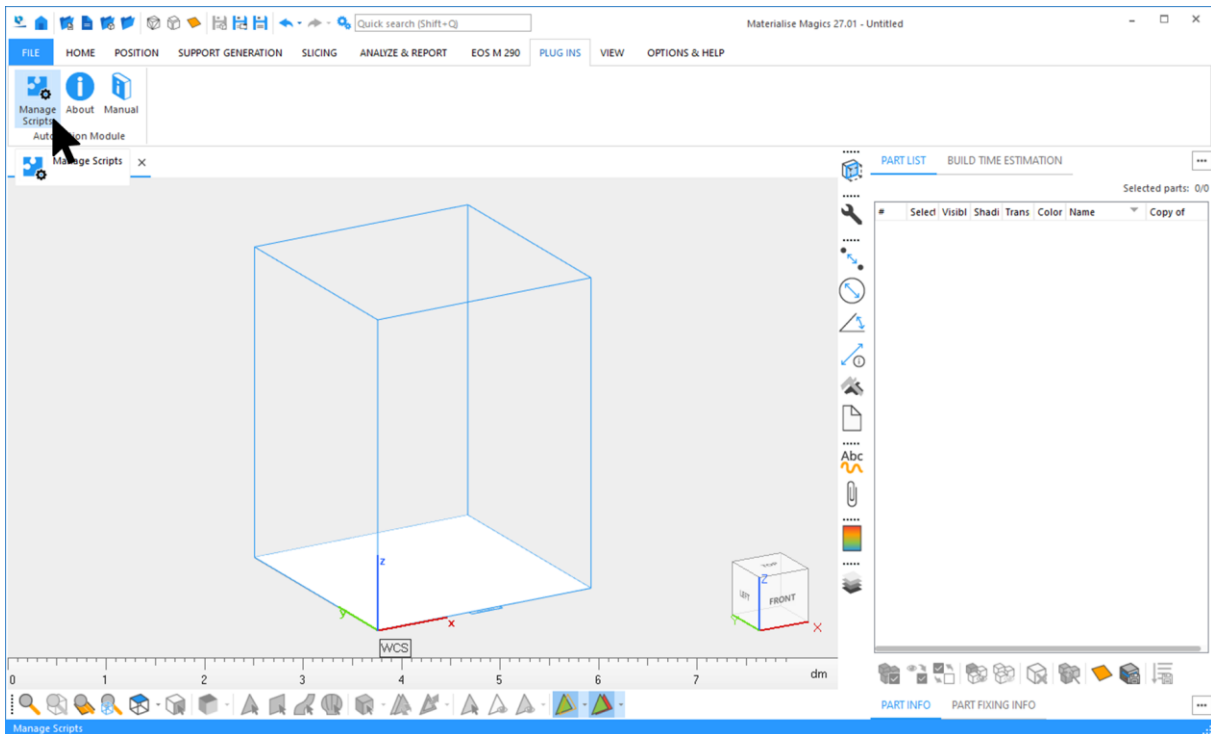 Quick search (Shift+Q)
Materialise Magics 27.01 - Untitled
FILE HOME POSITION SUPPORT GENERATION SLICING ANALYZE & REPORT EOS M 290 PLUG INS VIEW OPTIONS & HELP
Manage Scripts
About
Manual
Module
Manage Scripts
PART LIST BUILD TIME ESTIMATION
Selected parts: 0/0
# Select Visibl Shadi Trans Color Name Copy of
Abc
z
y
x
WCS
TOP
LEFT
FRONT
Z
Y
X
0 1 2 3 4 5 6 7 dm
PART INFO PART FIXING INFO
Manage Scripts